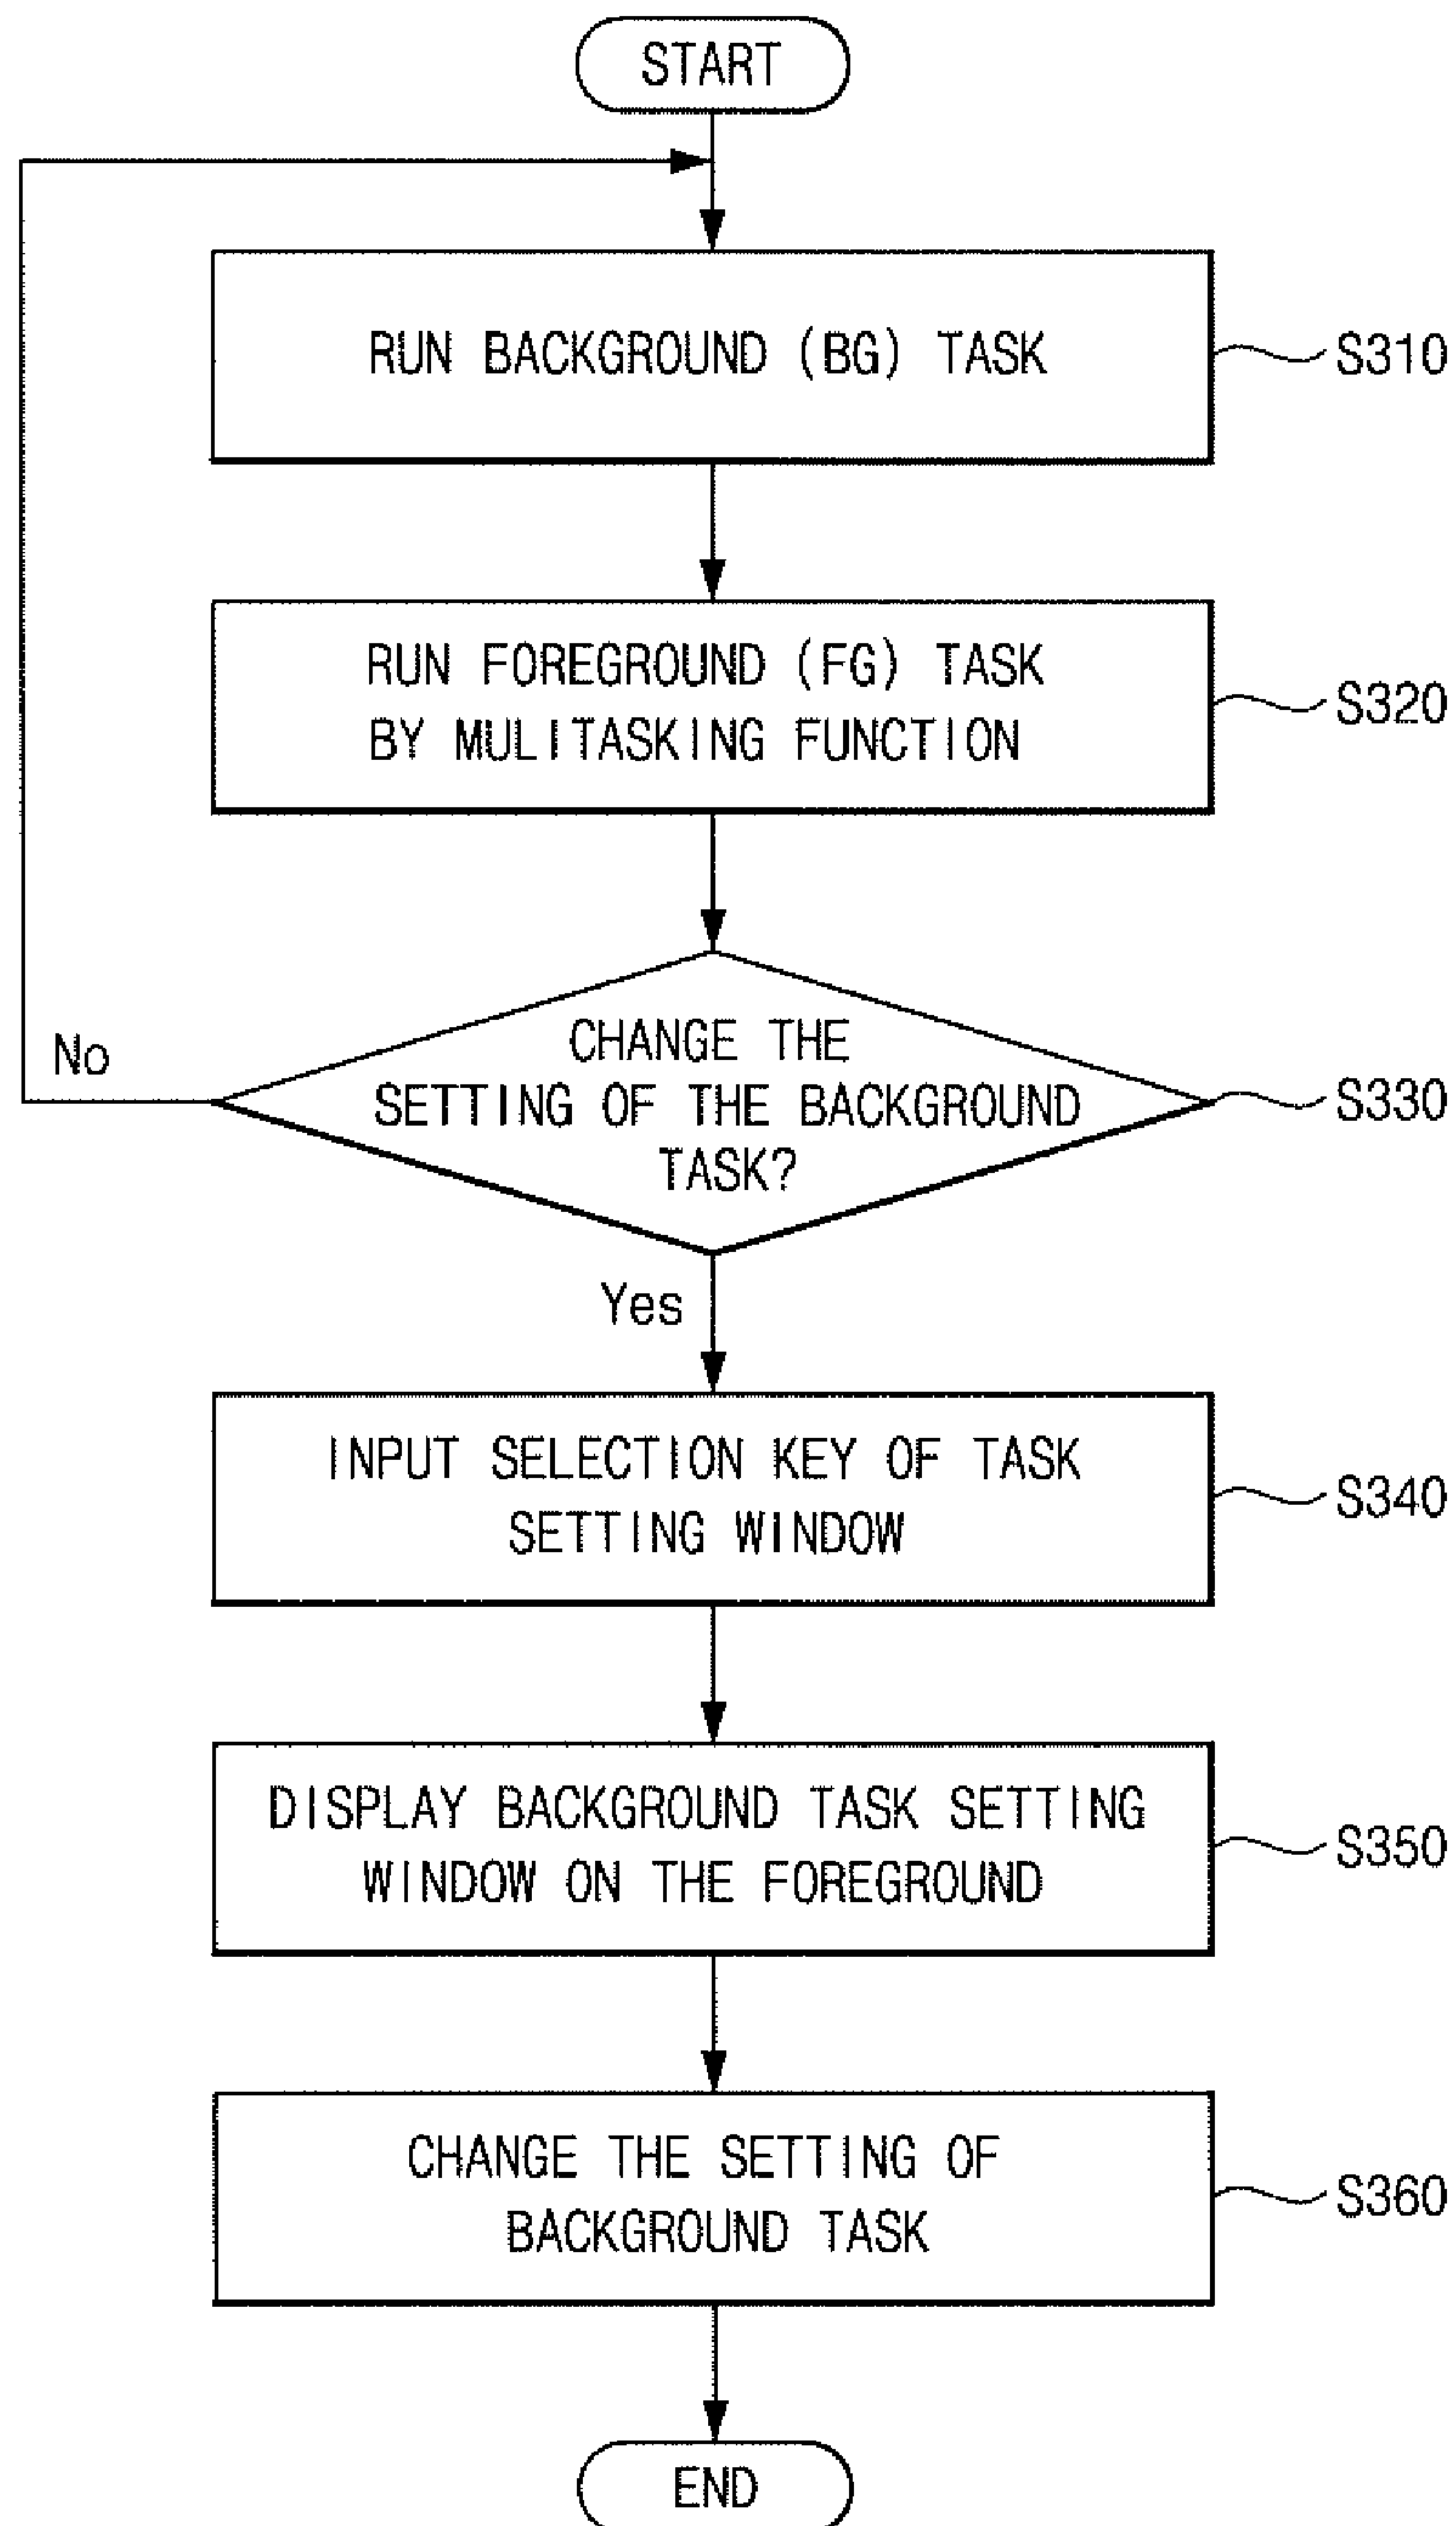 START
RUN BACKGROUND (BG) TASK
S310
RUN FOREGROUND (FG) TASK
BY MULITASKING FUNCTION
S320
CHANGE THE
SETTING OF THE BACKGROUND
TASK?
S330
No
Yes
INPUT SELECTION KEY OF TASK
SETTING WINDOW
S340
DISPLAY BACKGROUND TASK SETTING
WINDOW ON THE FOREGROUND
S350
CHANGE THE SETTING OF
BACKGROUND TASK
S360
END